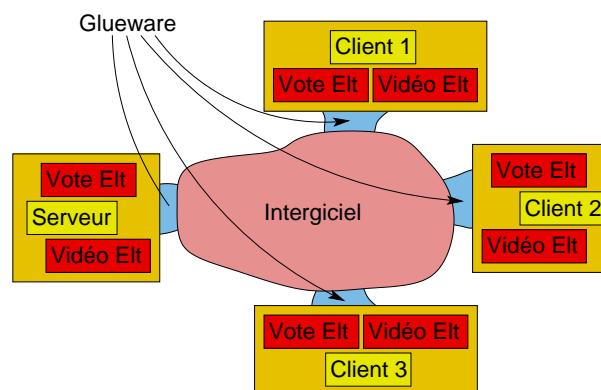 Glueware
Client 1
Vote Elt
Vidéo Elt
Vote Elt
Serveur
Vidéo Elt
Intergiciel
Vote Elt
Client 2
Vidéo Elt
Vote Elt
Vidéo Elt
Client 3